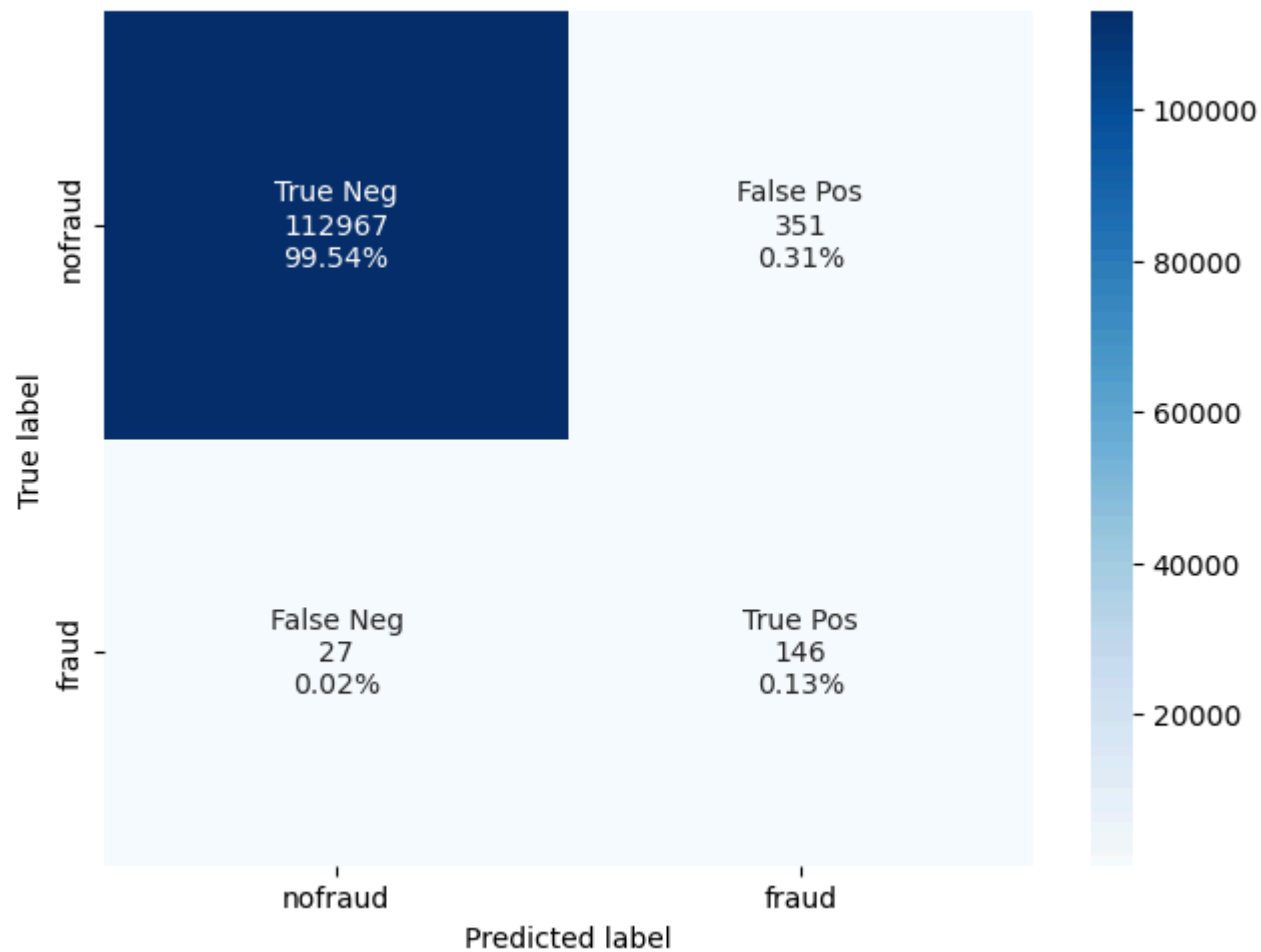 True Neg
112967
99.54%
False Pos
351
0.31%
False Neg
27
0.02%
True Pos
146
0.13%
nofraud
fraud
True label
nofraud
fraud
Predicted label
100000
80000
60000
40000
20000